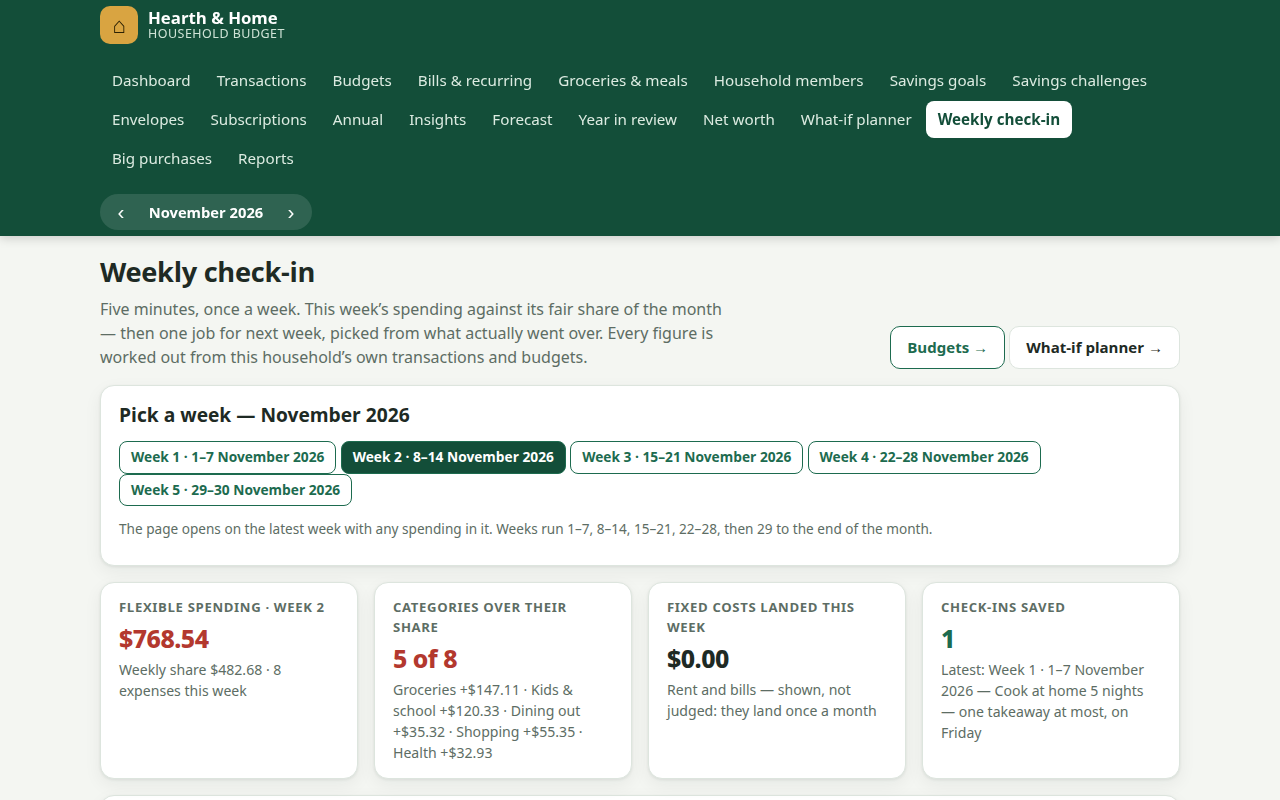 Hearth & Home
HOUSEHOLD BUDGET
Dashboard Transactions Budgets Bills & recurring Groceries & meals Household members Savings goals Savings challenges
Envelopes Subscriptions Annual Insights Forecast Year in review Net worth What-if planner Weekly check-in
Big purchases Reports
‹ November 2026 ›
Weekly check-in
Five minutes, once a week. This week’s spending against its fair share of the month
— then one job for next week, picked from what actually went over. Every figure is
worked out from this household’s own transactions and budgets.
Budgets → What-if planner →
Pick a week — November 2026
Week 1 · 1–7 November 2026 Week 2 · 8–14 November 2026 Week 3 · 15–21 November 2026 Week 4 · 22–28 November 2026
Week 5 · 29–30 November 2026
The page opens on the latest week with any spending in it. Weeks run 1–7, 8–14, 15–21, 22–28, then 29 to the end of the month.
FLEXIBLE SPENDING · WEEK 2
$768.54
Weekly share $482.68 · 8
expenses this week
CATEGORIES OVER THEIR
SHARE
5 of 8
Groceries +$147.11 · Kids &
school +$120.33 · Dining out
+$35.32 · Shopping +$55.35 ·
Health +$32.93
FIXED COSTS LANDED THIS
WEEK
$0.00
Rent and bills — shown, not
judged: they land once a month
CHECK-INS SAVED
1
Latest: Week 1 · 1–7 November
2026 — Cook at home 5 nights
— one takeaway at most, on
Friday